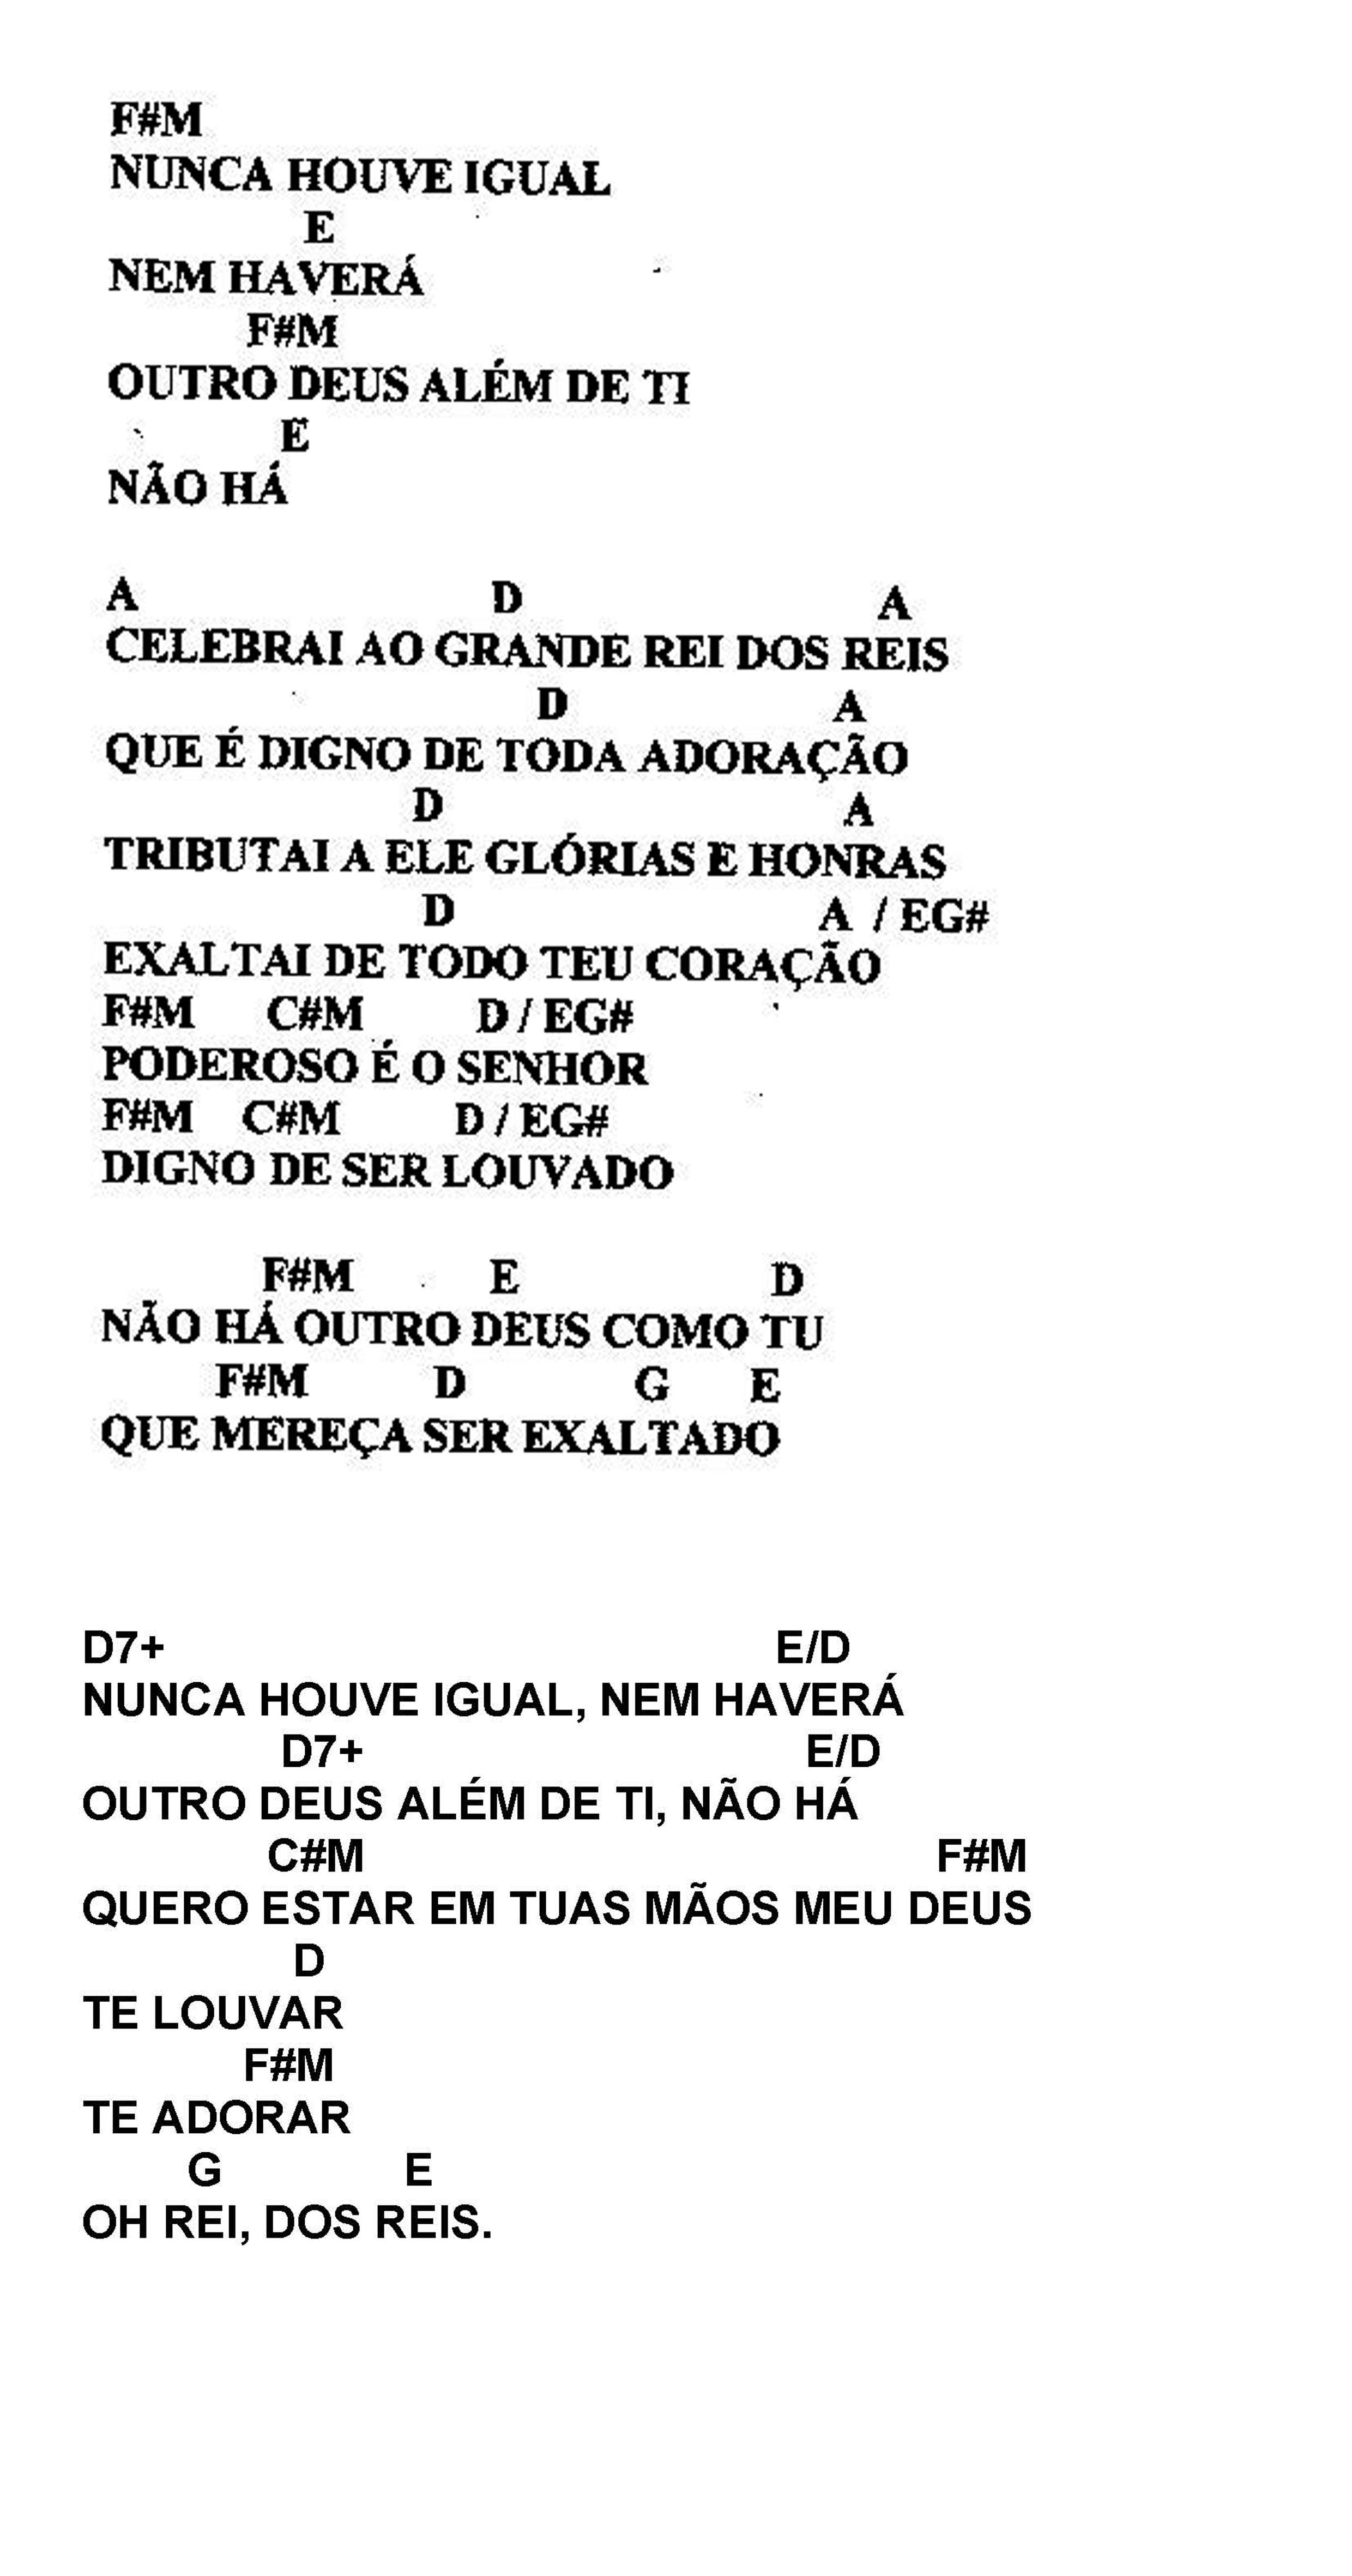 F#M
NUNCA HOUVE IGUAL
E
NEM HAVERÁ
F#M
OUTRO DEUS ALÉM DE TI
E
NÃO HÁ
A D A
CELEBRAI AO GRANDE REI DOS REIS
D A
QUE É DIGNO DE TODA ADORAÇÃO
D A
TRIBUTAI A ELE GLÓRIAS E HONRAS
D A / EG#
EXALTAI DE TODO TEU CORAÇÃO
F#M C#M D / EG#
PODEROSO É O SENHOR
F#M C#M D / EG#
DIGNO DE SER LOUVADO
F#M E D
NÃO HÁ OUTRO DEUS COMO TU
F#M D G E
QUE MEREÇA SER EXALTADO
D7+ E/D
NUNCA HOUVE IGUAL, NEM HAVERÁ
D7+ E/D
OUTRO DEUS ALÉM DE TI, NÃO HÁ
C#M F#M
QUERO ESTAR EM TUAS MÃOS MEU DEUS
D
TE LOUVAR
F#M
TE ADORAR
G E
OH REI, DOS REIS.